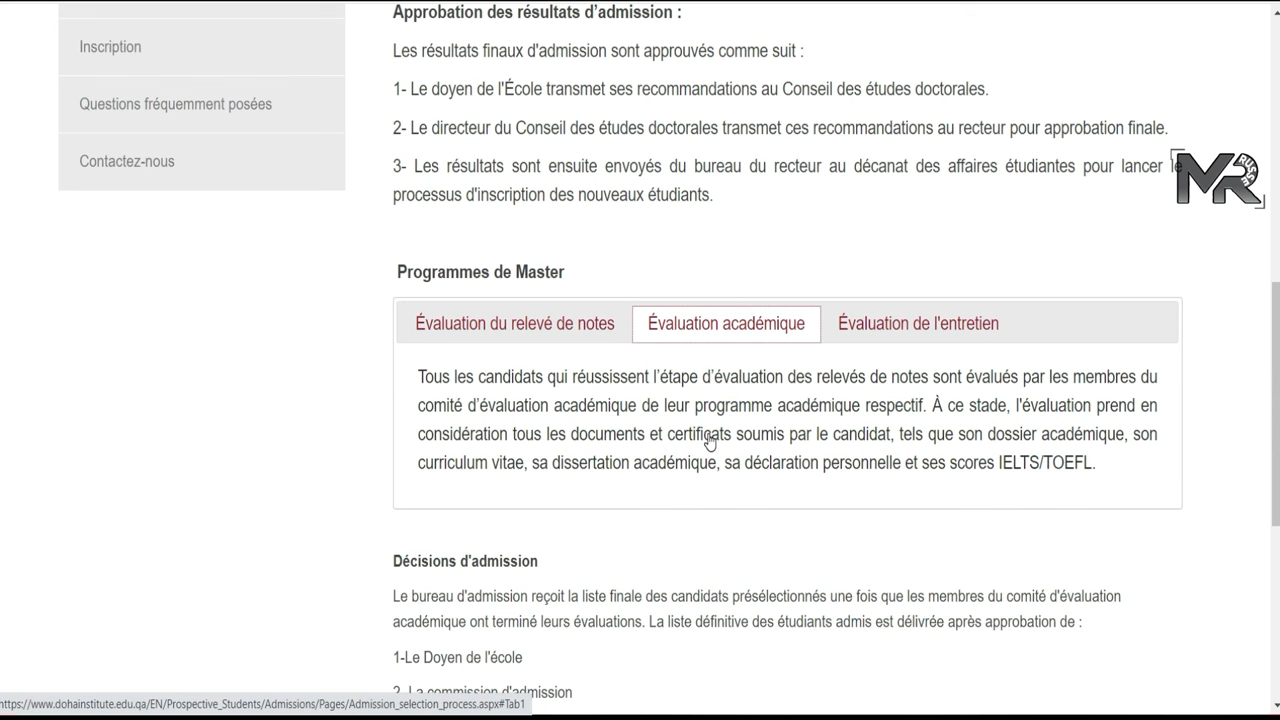 Inscription
Questions fréquemment posées
Contactez-nous
Approbation des résultats d’admission :
Les résultats finaux d'admission sont approuvés comme suit :
1- Le doyen de l'École transmet ses recommandations au Conseil des études doctorales.
2- Le directeur du Conseil des études doctorales transmet ces recommandations au recteur pour approbation finale.
3- Les résultats sont ensuite envoyés du bureau du recteur au décanat des affaires étudiantes pour lancer le
processus d'inscription des nouveaux étudiants.
MR
Programmes de Master
Évaluation du relevé de notes
Évaluation académique
Évaluation de l'entretien
Tous les candidats qui réussissent l’étape d’évaluation des relevés de notes sont évalués par les membres du
comité d’évaluation académique de leur programme académique respectif. À ce stade, l'évaluation prend en
considération tous les documents et certificats soumis par le candidat, tels que son dossier académique, son
curriculum vitae, sa dissertation académique, sa déclaration personnelle et ses scores IELTS/TOEFL.
Décisions d'admission
Le bureau d'admission reçoit la liste finale des candidats présélectionnés une fois que les membres du comité d'évaluation
académique ont terminé leurs évaluations. La liste définitive des étudiants admis est délivrée après approbation de :
1-Le Doyen de l'école
2- La commission d'admission
https://www.dohainstitute.edu.qa/EN/Prospective_Students/Admissions/Pages/Admission_selection_process.aspx#Tab1